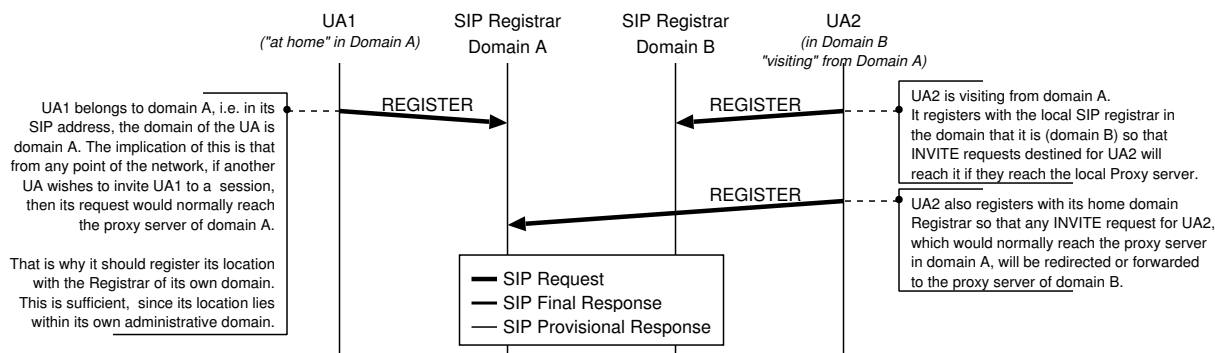 UA1
("at home" in Domain A)
SIP Registrar
Domain A
SIP Registrar
Domain B
UA2
(in Domain B
"visiting" from Domain A)
REGISTER
REGISTER
REGISTER
UA1 belongs to domain A, i.e. in its
SIP address, the domain of the UA is
domain A. The implication of this is that
from any point of the network, if another
UA wishes to invite UA1 to a session,
then its request would normally reach
the proxy server of domain A.
That is why it should register its location
with the Registrar of its own domain.
This is sufficient, since its location lies
within its own administrative domain.
UA2 is visiting from domain A.
It registers with the local SIP registrar in
the domain that it is (domain B) so that
INVITE requests destined for UA2 will
reach it if they reach the local Proxy server.
UA2 also registers with its home domain
Registrar so that any INVITE request for UA2,
which would normally reach the proxy server
in domain A, will be redirected or forwarded
to the proxy server of domain B.
SIP Request
SIP Final Response
SIP Provisional Response